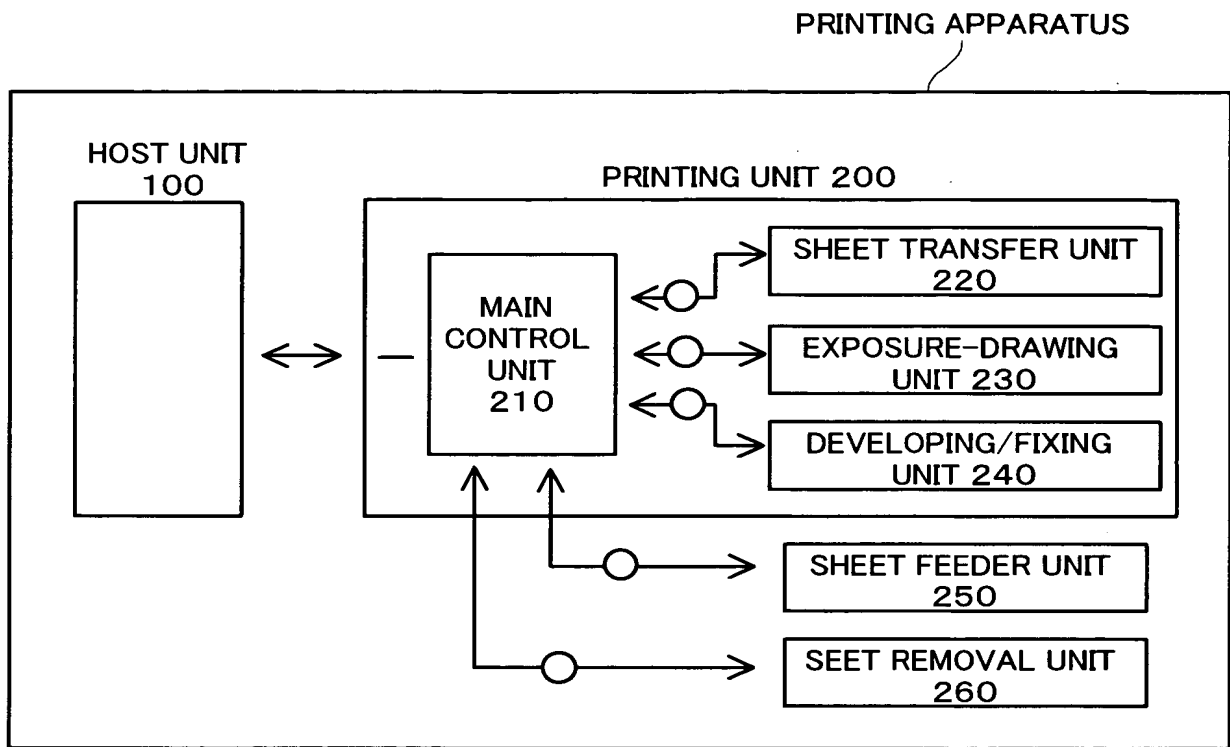 PRINTING APPARATUS
HOST UNIT
100
PRINTING UNIT 200
MAIN
CONTROL
UNIT
210
SHEET TRANSFER UNIT
220
EXPOSURE-DRAWING
UNIT 230
DEVELOPING/FIXING
UNIT 240
SHEET FEEDER UNIT
250
SEET REMOVAL UNIT
260